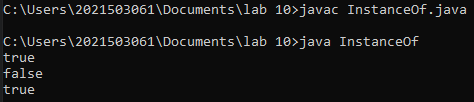 C:\Users\2021503061\Documents\lab 10>javac InstanceOf.java
C:\Users\2021503061\Documents\lab 10>java InstanceOf
true
false
true